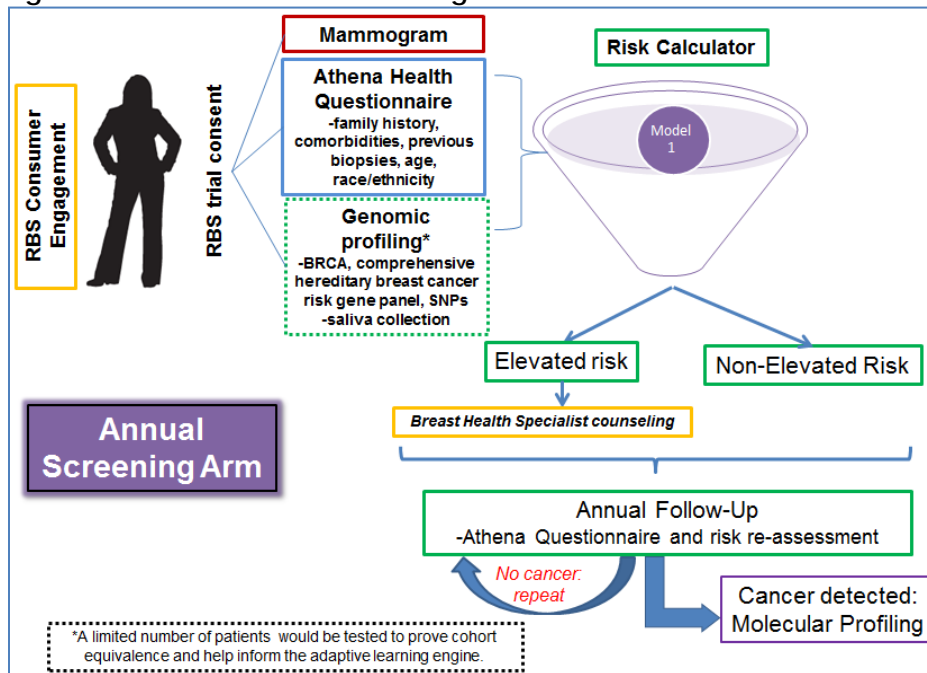 Mammogram
Risk Calculator
Athena Health
Questionnaire
-family history,
comorbidities, previous
biopsies, age,
race/ethnicity
Model
1
RBS Consumer
Engagement
RBS trial consent
Genomic
profiling*
-BRCA, comprehensive
hereditary breast cancer
risk gene panel, SNPs
-saliva collection
Elevated risk
Non-Elevated Risk
Breast Health Specialist counseling
Annual
Screening Arm
Annual Follow-Up
-Athena Questionnaire and risk re-assessment
No cancer:
repeat
Cancer detected:
Molecular Profiling
*A limited number of patients would be tested to prove cohort
equivalence and help inform the adaptive learning engine.